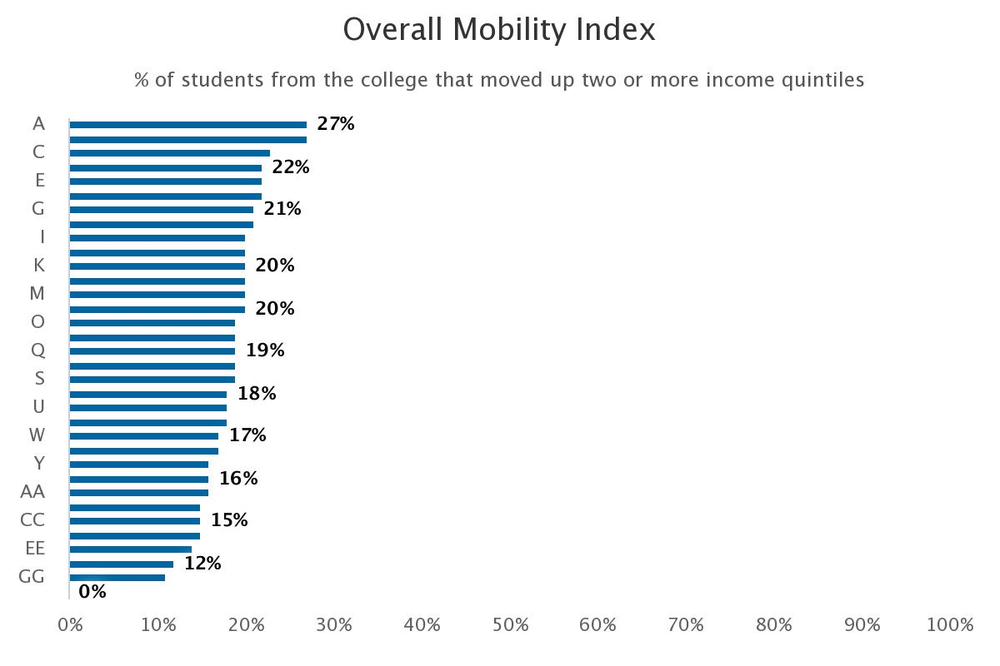 Overall Mobility Index
% of students from the college that moved up two or more income quintiles
A 27%
C
22%
E
G 21%
I
K 20%
M
20%
O
Q 19%
S
18%
U
W 17%
Y
16%
AA
CC 15%
EE
12%
GG
0%
0% 10% 20% 30% 40% 50% 60% 70% 80% 90% 100%